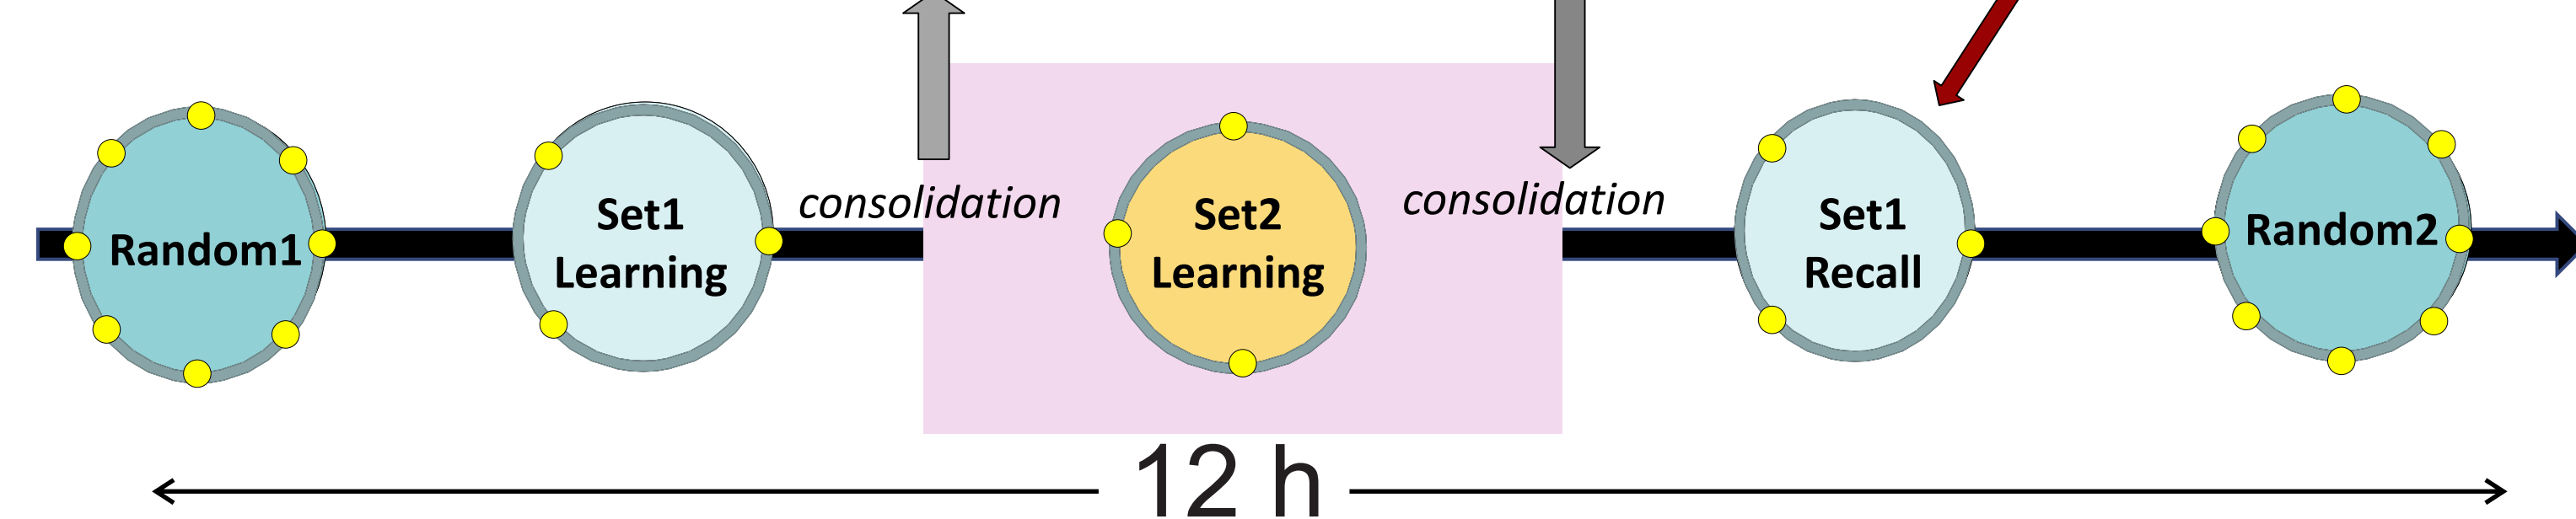 Random1
Set1
Learning
consolidation
Set2
Learning
consolidation
Set1
Recall
Random2
12 h